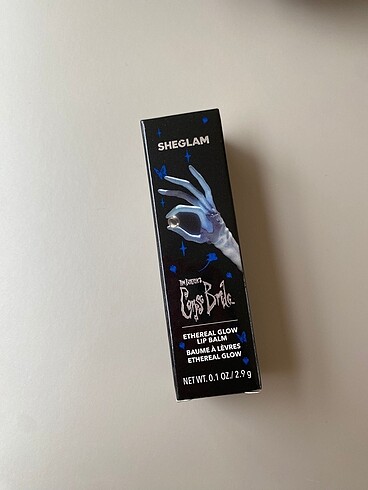 SHEGLAM
TIM BURTON'S
Corpse Bride
ETHEREAL GLOW
LIP BALM
BAUME À LÈVRES
ETHEREAL GLOW
NET WT. 0.1 OZ./2.9 g